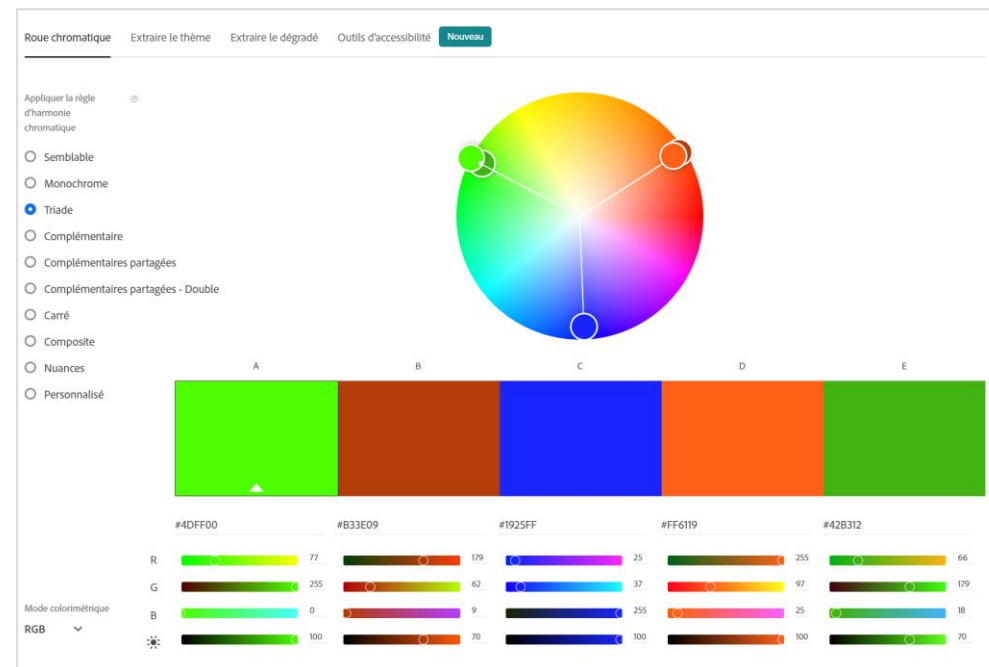 Roue chromatique Extraire le thème Extraire le dégradé Outils d'accessibilité Nouveau
Appliquer la règle
d'harmonie
chromatique
Semblable
Monochrome
Triade
Complémentaire
Complémentaires partagées
Complémentaires partagées - Double
Carré
Composite
Nuances
Personnalisé
A B C D E
#4DFF00 #B33E09 #1925FF #FF6119 #42B312
R 77 179 25 255 66
G 255 62 37 97 179
B 0 9 255 25 18
100 70 100 100 70
Mode colorimétrique
RGB